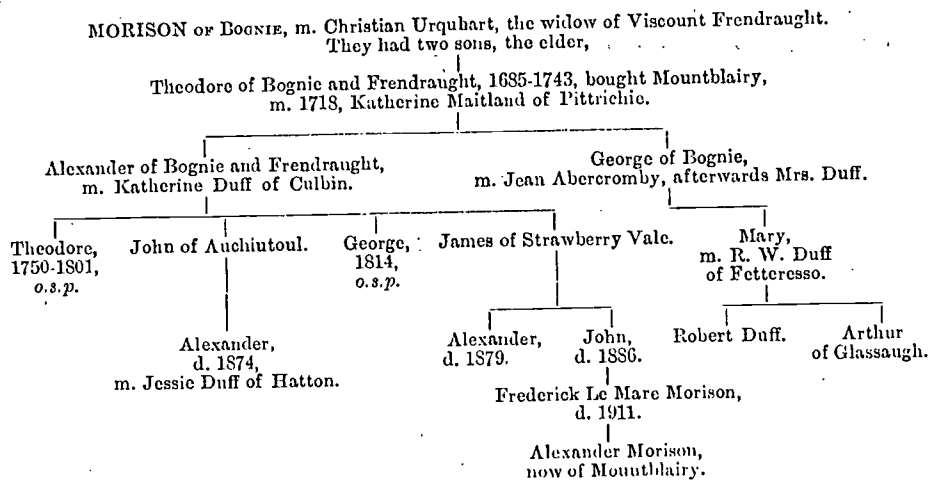 MORISON OF BOGNIE, m. Christian Urquhart, the widow of Viscount Frendraught.
They had two sons, the elder,
Theodore of Bognie and Frendraught, 1685-1743, bought Mountblairy,
m. 1718, Katherine Maitland of Pittrichie.
Alexander of Bognie and Frendraught,
m. Katherine Duff of Culbin.
George of Bognie,
m. Jean Abercromby, afterwards Mrs. Duff.
Theodore,
1750-1801,
o.s.p.
John of Auchintoul.
George,
1814,
o.s.p.
James of Strawberry Vale.
Mary,
m. R. W. Duff
of Fetteresso.
Alexander,
d. 1874,
m. Jessie Duff of Hatton.
Alexander,
d. 1879.
John,
d. 1886.
Robert Duff.
Arthur
of Glassaugh.
Frederick Le Mare Morison,
d. 1911.
Alexander Morison,
now of Mountblairy.